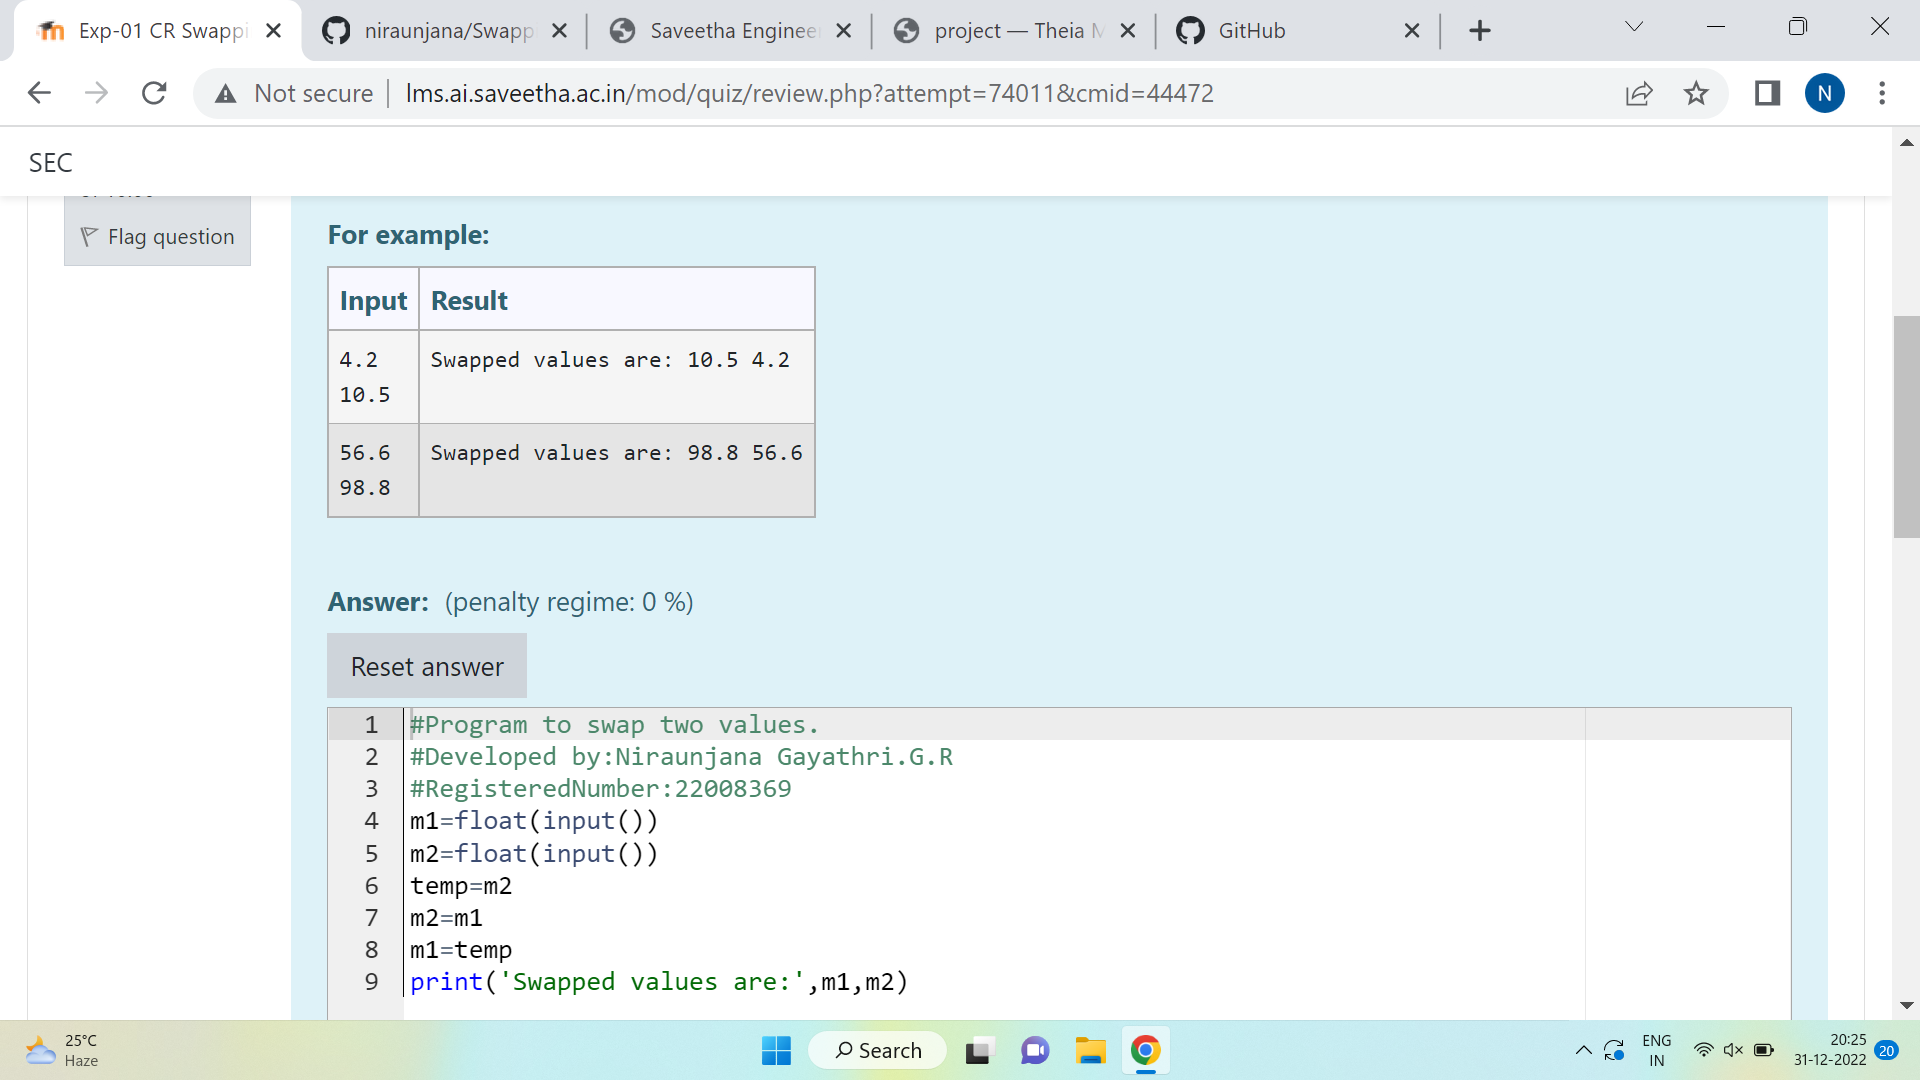 Exp-01 CR Swappi
niraunjana/Swapp
Saveetha Enginee
project — Theia M
GitHub
Not secure
lms.ai.saveetha.ac.in/mod/quiz/review.php?attempt=74011&cmid=44472
N
SEC
Flag question
For example:
Input Result
4.2 Swapped values are: 10.5 4.2
10.5
56.6 Swapped values are: 98.8 56.6
98.8
Answer: (penalty regime: 0 %)
Reset answer
1 #Program to swap two values.
2 #Developed by:Niraunjana Gayathri.G.R
3 #RegisteredNumber:22008369
4 m1=float(input())
5 m2=float(input())
6 temp=m2
7 m2=m1
8 m1=temp
9 print('Swapped values are:',m1,m2)
25°C
Haze
Search
ENG
IN
20:25
31-12-2022
20